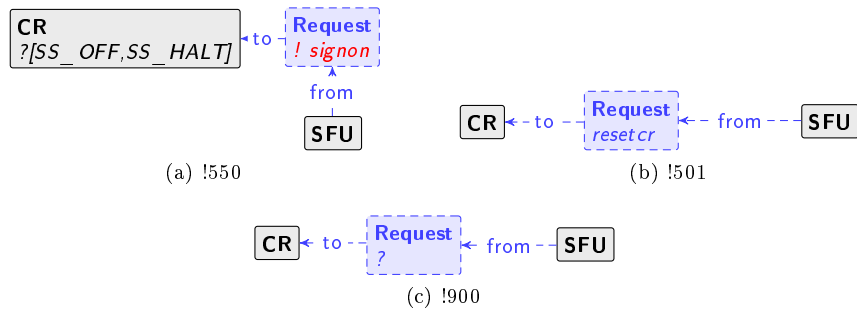 CR
?[SS_OFF,SS_HALT]
to
Request
! signon
from
SFU
(a) !550
CR
to
Request
resetcr
from
SFU
(b) !501
CR
to
Request
?
from
SFU
(c) !900